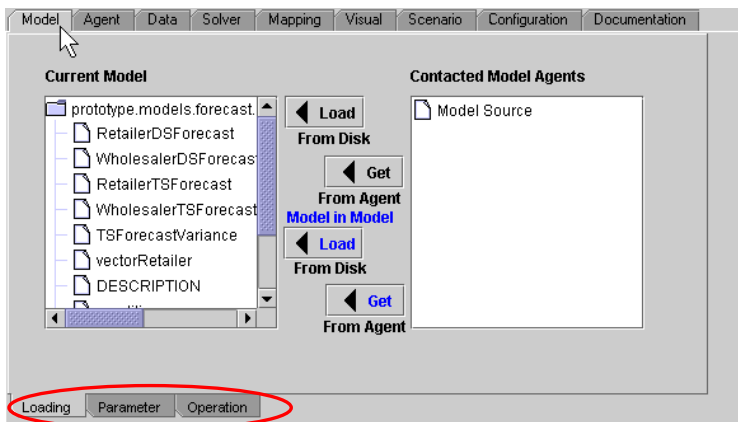 Model Agent Data Solver Mapping Visual Scenario Configuration Documentation
Current Model
Contacted Model Agents
prototype.models.forecast.
RetailerDSForecast
WholesalerDSForecas
RetailerTSForecast
WholesalerTSForecast
TSForecastVariance
vectorRetailer
DESCRIPTION
Load
From Disk
Get
From Agent
Model in Model
Load
From Disk
Get
From Agent
Model Source
Loading Parameter Operation